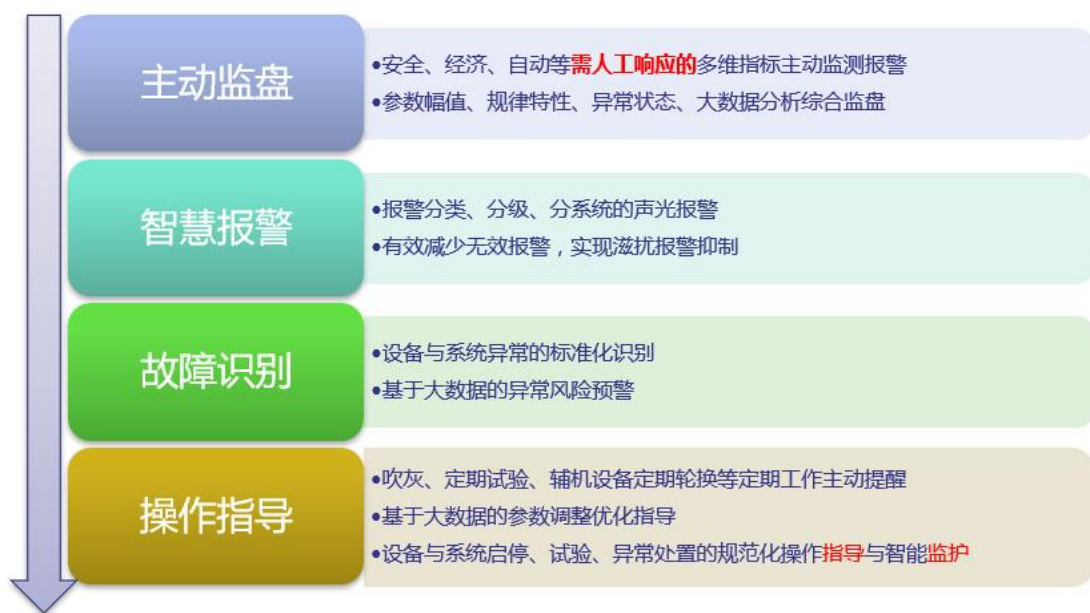 主动监盘
•安全、经济、自动等需人工响应的多维指标主动监测报警
•参数幅值、规律特性、异常状态、大数据分析综合监盘
智慧报警
•报警分类、分级、分系统的声光报警
•有效减少无效报警，实现滋扰报警抑制
故障识别
•设备与系统异常的标准化识别
•基于大数据的异常风险预警
操作指导
•吹灰、定期试验、辅机设备定期轮换等定期工作主动提醒
•基于大数据的参数调整优化指导
•设备与系统启停、试验、异常处置的规范化操作指导与智能监护